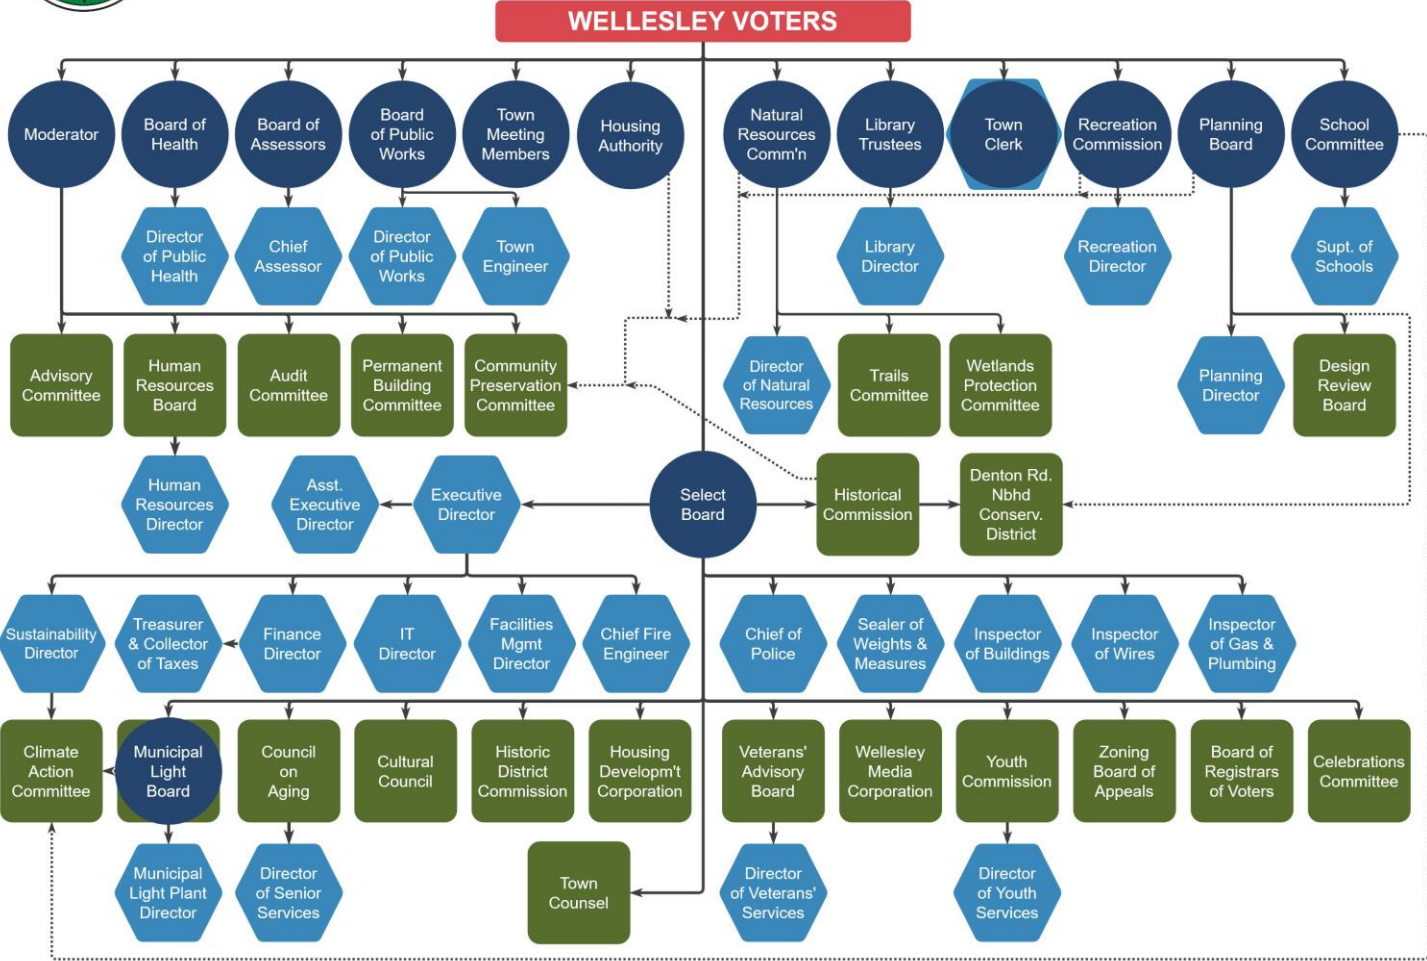 WELLESLEY VOTERS
Moderator
Board of
Health
Board of
Assessors
Board
of Public
Works
Town
Meeting
Members
Housing
Authority
Natural
Resources
Comm'n
Library
Trustees
Town
Clerk
Recreation
Commission
Planning
Board
School
Committee
Director
of Public
Health
Chief
Assessor
Director
of Public
Works
Town
Engineer
Library
Director
Recreation
Director
Supt. of
Schools
Advisory
Committee
Human
Resources
Board
Audit
Committee
Permanent
Building
Committee
Community
Preservation
Committee
Director
of Natural
Resources
Trails
Committee
Wetlands
Protection
Committee
Planning
Director
Design
Review
Board
Human
Resources
Director
Asst.
Executive
Director
Executive
Director
Select
Board
Historical
Commission
Denton Rd.
Nbhd
Conserv.
District
Sustainability
Director
Treasurer
& Collector
of Taxes
Finance
Director
IT
Director
Facilities
Mgmt
Director
Chief Fire
Engineer
Chief of
Police
Sealer of
Weights &
Measures
Inspector
of Buildings
Inspector
of Wires
Inspector
of Gas &
Plumbing
Climate
Action
Committee
Municipal
Light
Board
Council
on
Aging
Cultural
Council
Historic
District
Commission
Housing
Developm't
Corporation
Veterans'
Advisory
Board
Wellesley
Media
Corporation
Youth
Commission
Zoning
Board of
Appeals
Board of
Registrars
of Voters
Celebrations
Committee
Municipal
Light Plant
Director
Director
of Senior
Services
Town
Counsel
Director
of Veterans'
Services
Director
of Youth
Services